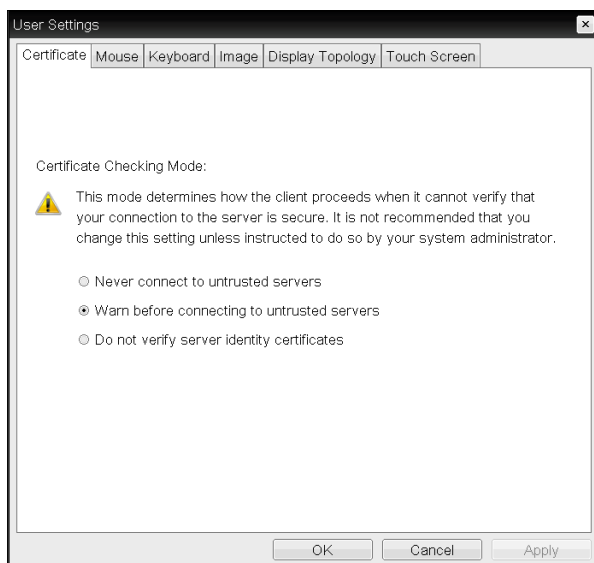 User Settings
Certificate Mouse Keyboard Image Display Topology Touch Screen
Certificate Checking Mode:
This mode determines how the client proceeds when it cannot verify that
your connection to the server is secure. It is not recommended that you
change this setting unless instructed to do so by your system administrator.
Never connect to untrusted servers
Warn before connecting to untrusted servers
Do not verify server identity certificates
OK Cancel Apply